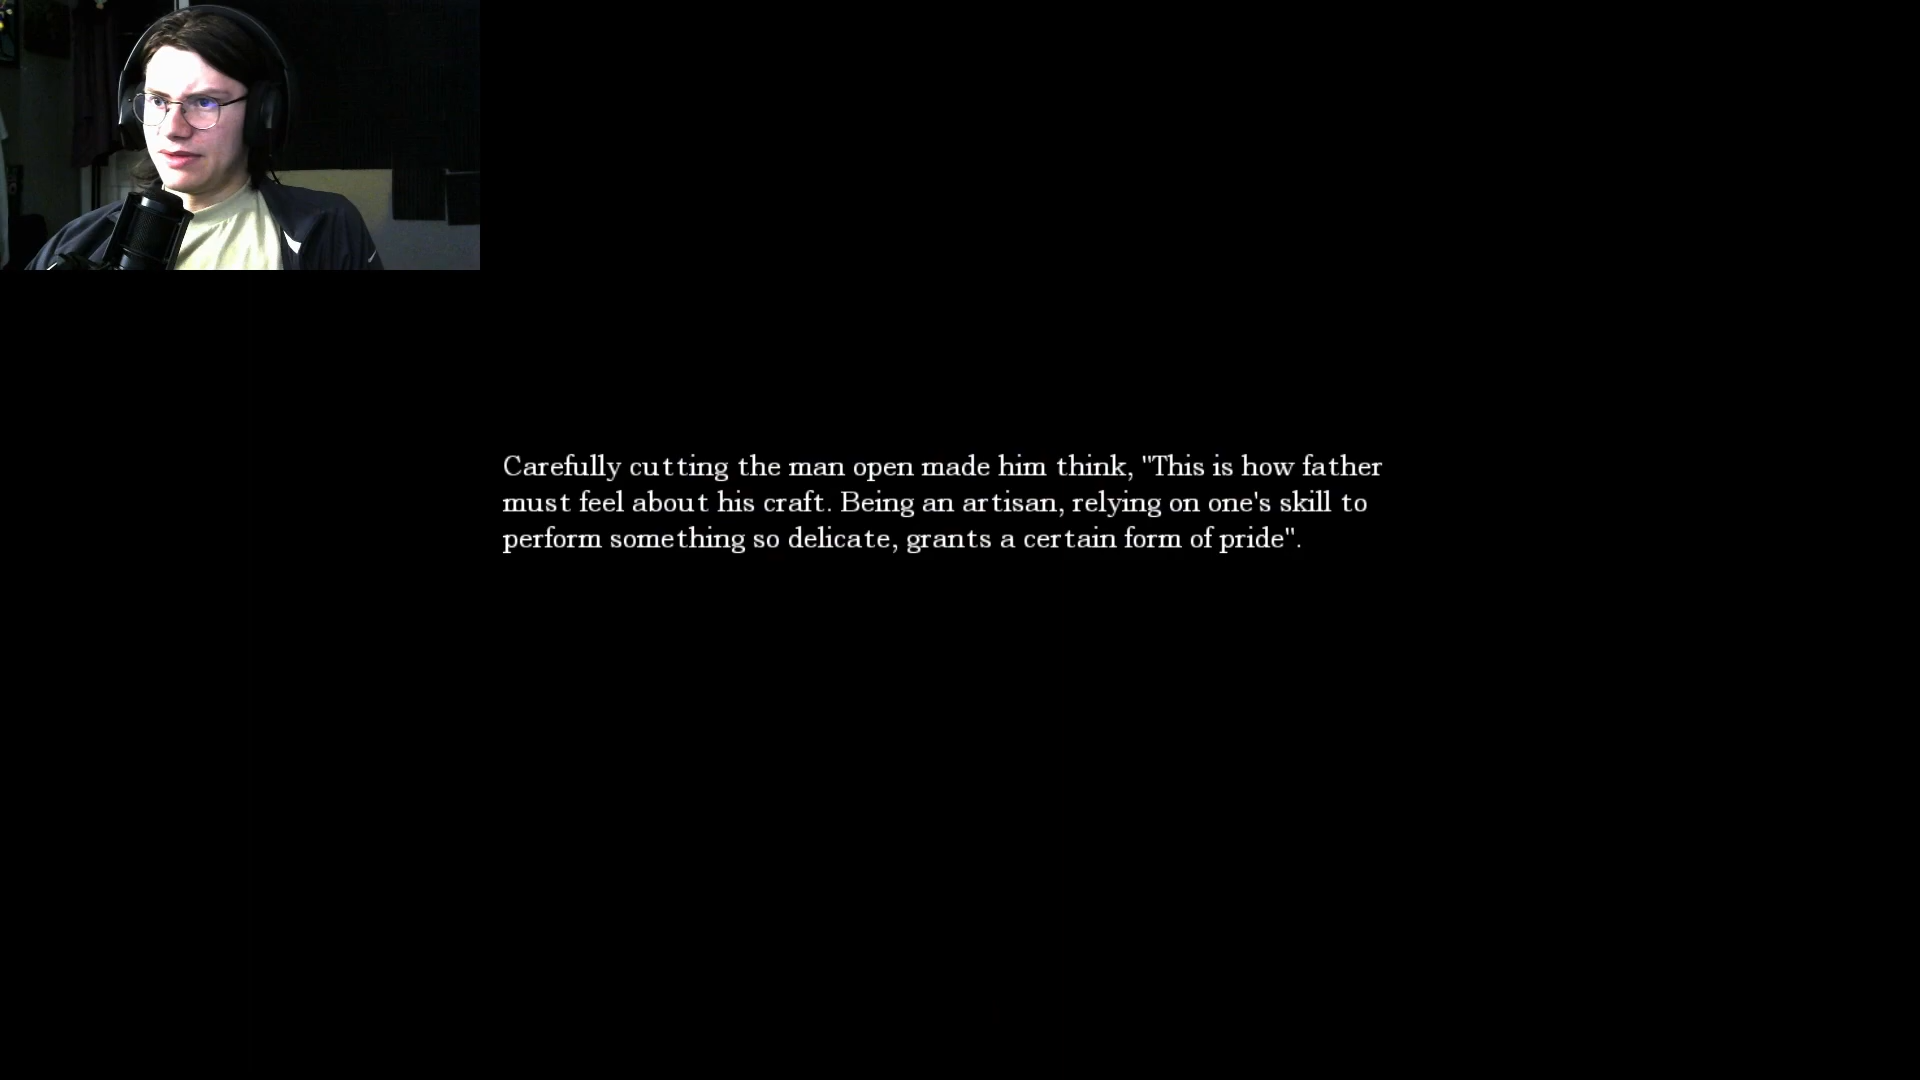 Carefully cutting the man open made him think, "This is how father
must feel about his craft. Being an artisan, relying on one's skill to
perform something so delicate, grants a certain form of pride".